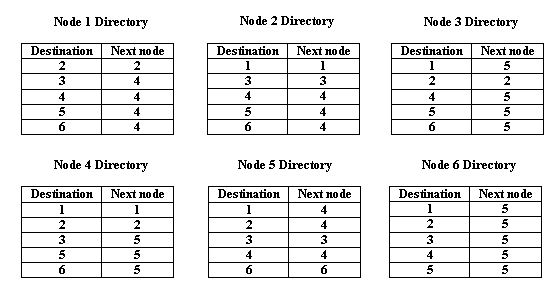 Node 1 Directory
Destination Next node
2 2
3 4
4 4
5 4
6 4
Node 2 Directory
Destination Next node
1 1
3 3
4 4
5 4
6 4
Node 3 Directory
Destination Next node
1 5
2 2
4 5
5 5
6 5
Node 4 Directory
Destination Next node
1 1
2 2
3 5
5 5
6 5
Node 5 Directory
Destination Next node
1 4
2 4
3 3
4 4
6 6
Node 6 Directory
Destination Next node
1 5
2 5
3 5
4 5
5 5